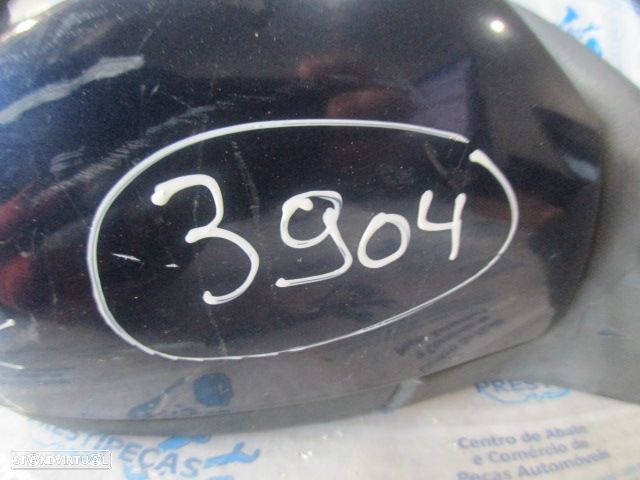 3904
PRESTIPEÇAS
Centro de Abate
e Comércio de
Peças Automóveis
STANDVIRTUAL